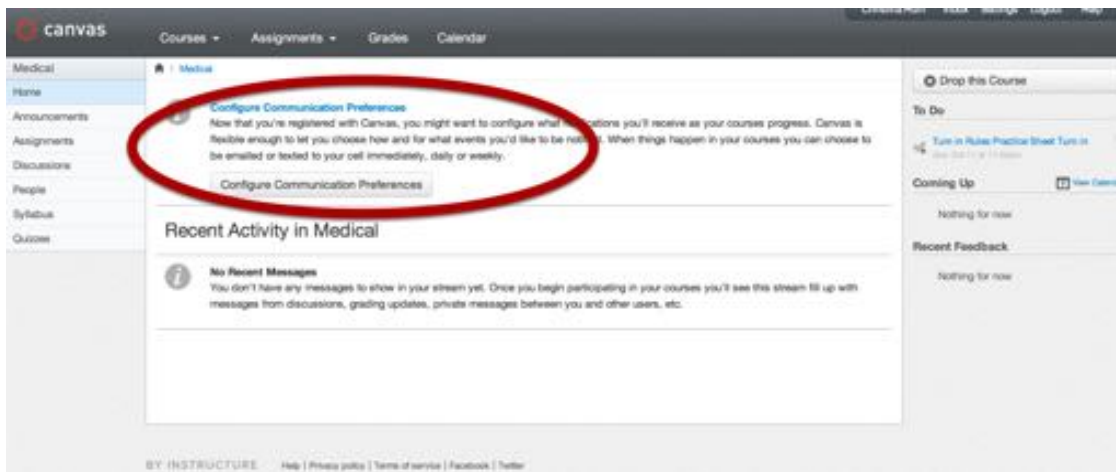 Inbox Settings Logout Help
canvas
Courses Assignments Grades Calendar
Medical
Home
Announcements
Assignments
Discussions
People
Syllabus
Quizzes
Medical
Configure Communication Preferences
Now that you're registered with Canvas, you might want to configure what you'll receive as your courses progress. Canvas is
flexible enough to let you choose how and for what events you'd like to be When things happen in your courses you can choose to
be emailed or texted to your cell immediately, daily or weekly.
Configure Communication Preferences
Recent Activity in Medical
No Recent Messages
You don't have any messages to show in your stream yet. Once you begin participating in your courses you'll see this stream fill up with
messages from discussions, grading updates, private messages between you and other users, etc.
Drop this Course
To Do
Turn in Rules Practice Sheet Turn in
Coming Up
View Calendar
Nothing for now
Recent Feedback
Nothing for now
BY INSTRUCTURE Help | Privacy policy | Terms of service | Facebook | Twitter